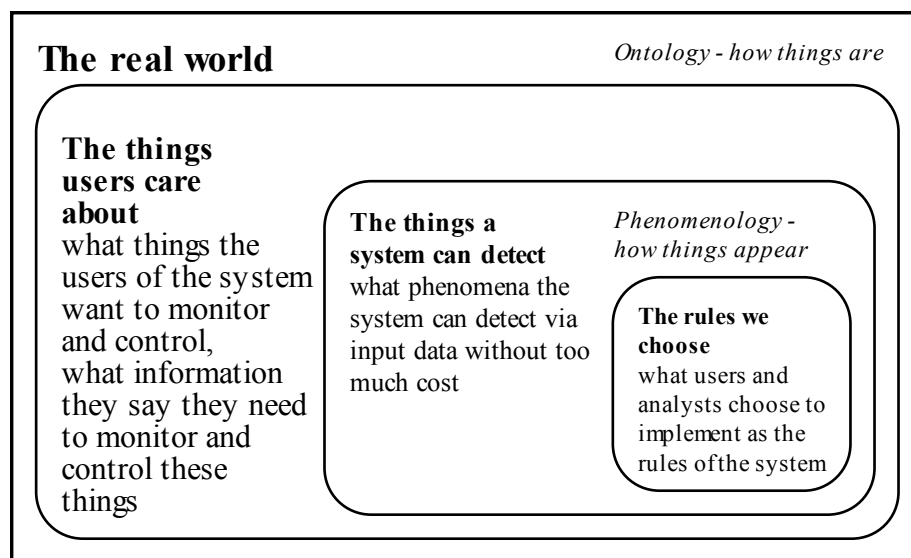 The real world
Ontology - how things are
The things
users care
about
what things the
users of the system
want to monitor
and control,
what information
they say they need
to monitor and
control these
things
The things a
system can detect
what phenomena the
system can detect via
input data without too
much cost
Phenomenology -
how things appear
The rules we
choose
what users and
analysts choose to
implement as the
rules of the system